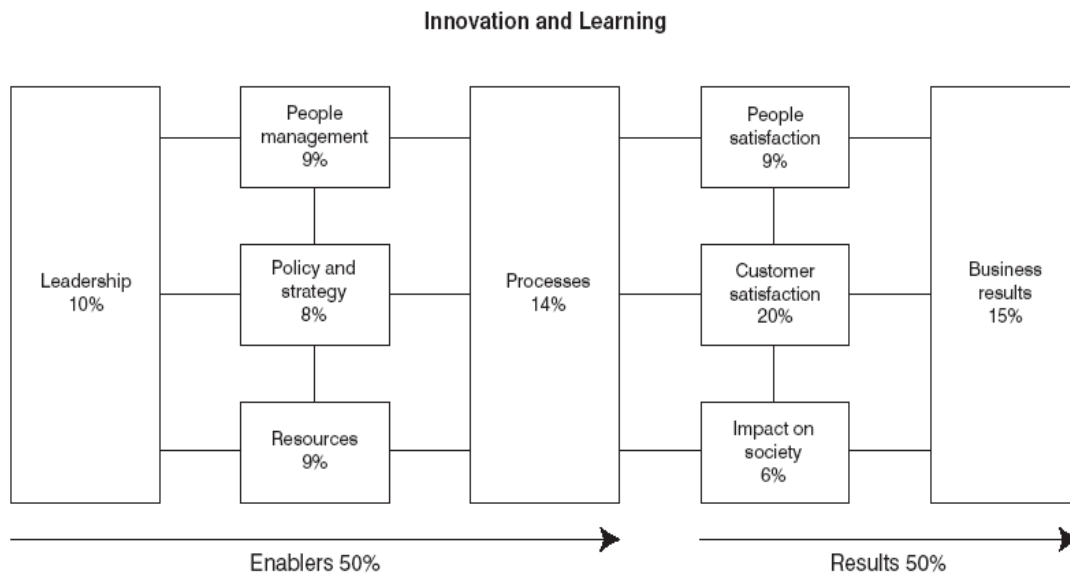 Innovation and Learning
Leadership
10%
People
management
9%
Policy and
strategy
8%
Resources
9%
Processes
14%
People
satisfaction
9%
Customer
satisfaction
20%
Impact on
society
6%
Business
results
15%
Enablers 50%
Results 50%